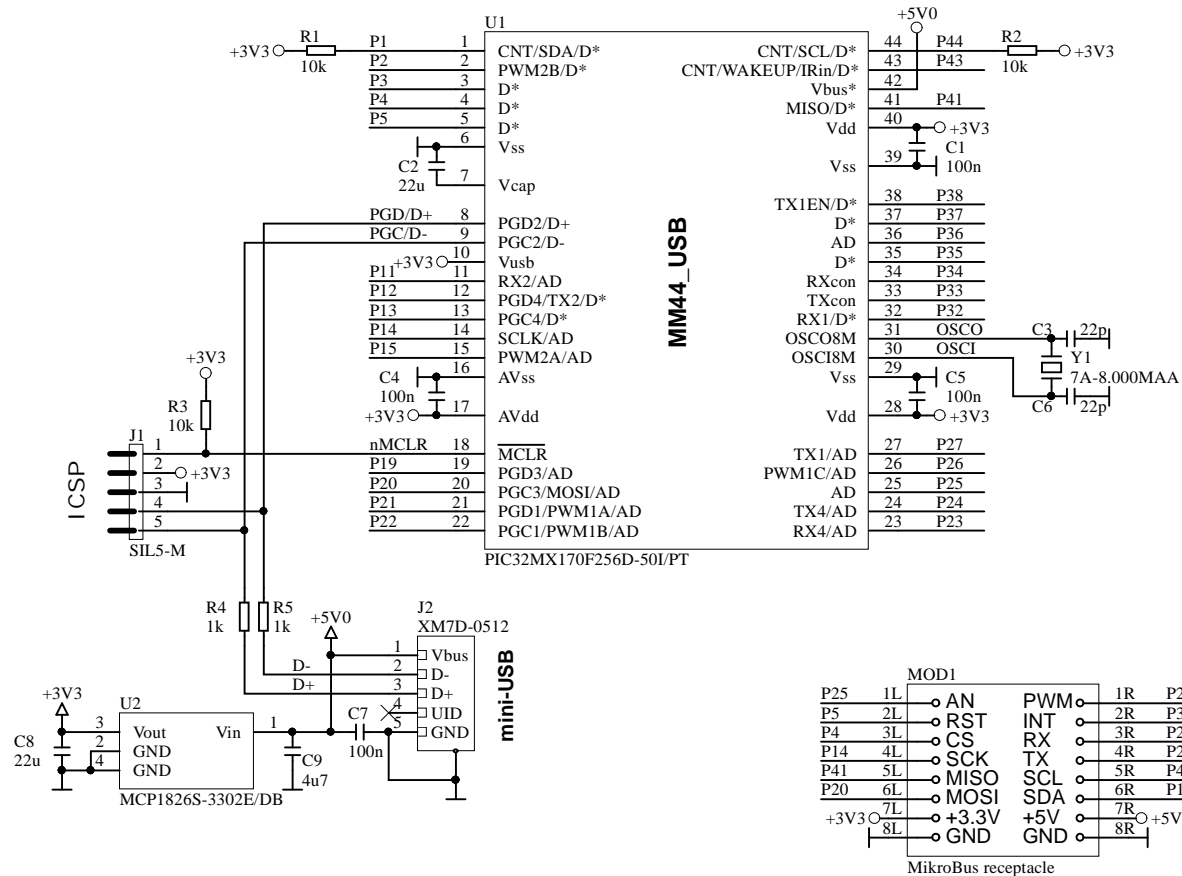 U1
+5V0
+3V3 R1 10k P1 1 CNT/SDA/D* CNT/SCL/D* 44 P44 R2 10k +3V3
P2 2 PWM2B/D* CNT/WAKEUP/IRin/D* 43 P43
P3 3 D* Vbus* 42
P4 4 D* MISO/D* 41 P41
P5 5 D* Vdd 40 +3V3
6 Vss C1 100n
C2 22u Vss 39
7 Vcap
TX1EN/D* 38 P38
PGD/D+ 8 PGD2/D+ D* 37 P37
PGC/D- 9 PGC2/D- AD 36 P36
+3V3 10 Vusb D* 35 P35
P11 11 RX2/AD RXcon 34 P34
P12 12 PGD4/TX2/D* TXcon 33 P33
P13 13 PGC4/D* RX1/D* 32 P32
P14 14 SCLK/AD OSCO8M 31 OSCO C3 22p
P15 15 PWM2A/AD OSCI8M 30 OSCI Y1
7A-8.000MAA
C6 22p
16 AVss Vss 29
C4 100n C5 100n
+3V3 17 AVdd Vdd 28 +3V3
MM44_USB
+3V3
R3 10k
nMCLR 18 MCLR TX1/AD 27 P27
P19 19 PGD3/AD PWM1C/AD 26 P26
P20 20 PGC3/MOSI/AD AD 25 P25
P21 21 PGD1/PWM1A/AD TX4/AD 24 P24
P22 22 PGC1/PWM1B/AD RX4/AD 23 P23
PIC32MX170F256D-50I/PT
J1
ICSP
1
2 +3V3
3
4
5
SIL5-M
R4 1k
R5 1k
+5V0
J2
XM7D-0512
1 Vbus
D- 2 D-
D+ 3 D+
4 UID
5 GND
mini-USB
+3V3
U2
3 Vout Vin 1
2 GND
4 GND
MCP1826S-3302E/DB
C8 22u
C7 100n
C9 4u7
MOD1
P25 1L AN PWM 1R P2
P5 2L RST INT 2R P3
P4 3L CS RX 3R P2
P14 4L SCK TX 4R P2
P41 5L MISO SCL 5R P4
P20 6L MOSI SDA 6R P1
+3V3 7L +3.3V +5V 7R +5V
8L GND GND 8R
MikroBus receptacle